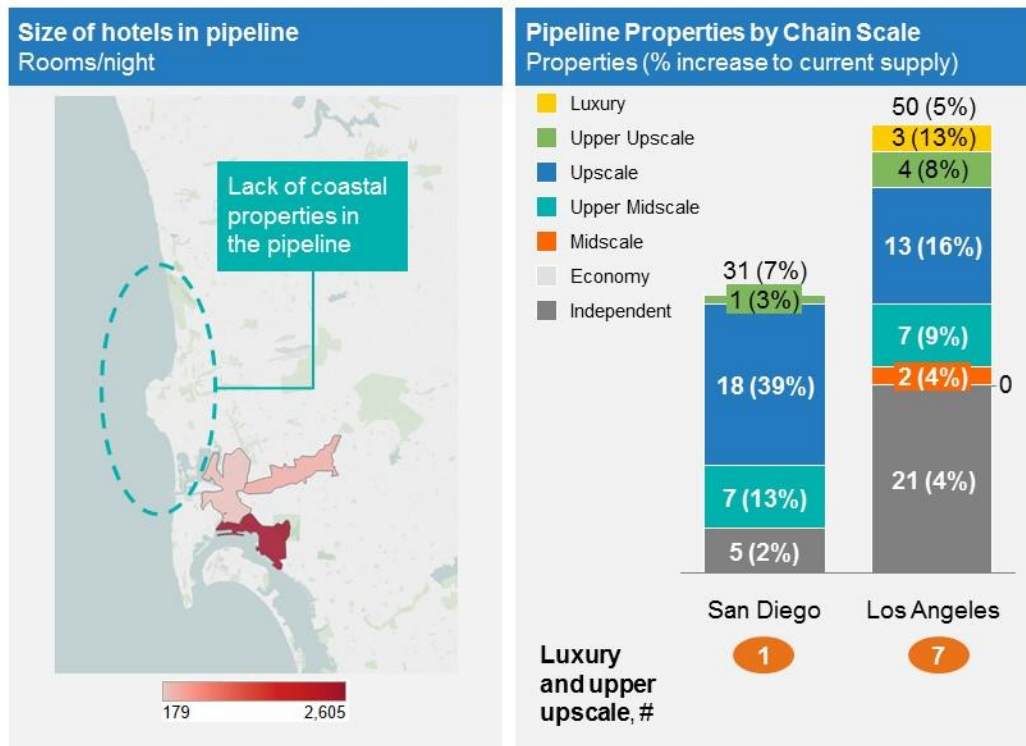 Size of hotels in pipeline
Rooms/night
Lack of coastal
properties in
the pipeline
179
2,605
Pipeline Properties by Chain Scale
Properties (% increase to current supply)
Luxury
Upper Upscale
Upscale
Upper Midscale
Midscale
Economy
Independent
31 (7%)
1 (3%)
18 (39%)
7 (13%)
5 (2%)
50 (5%)
3 (13%)
4 (8%)
13 (16%)
7 (9%)
2 (4%)
0
21 (4%)
San Diego
Los Angeles
Luxury
and upper
upscale, #
1
7